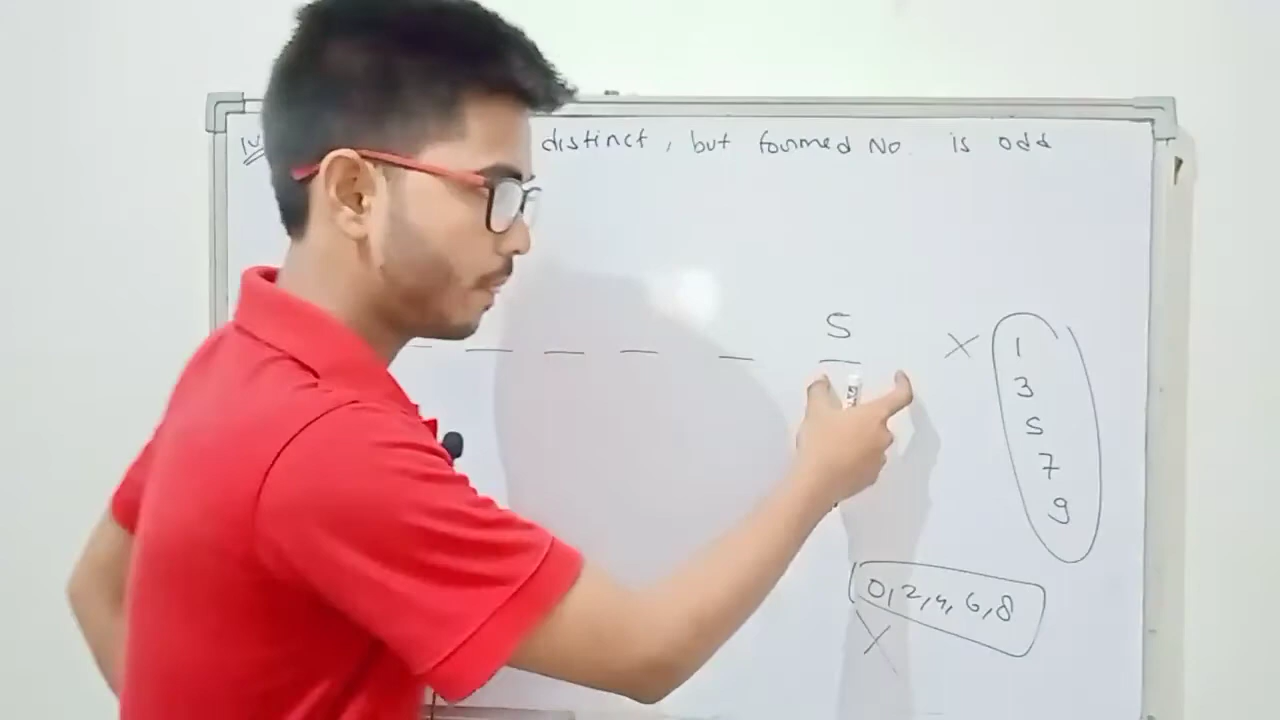 distinct, but formed No. is odd
5
X 1
3
5
7
9
0, 2, 4, 6, 8
X